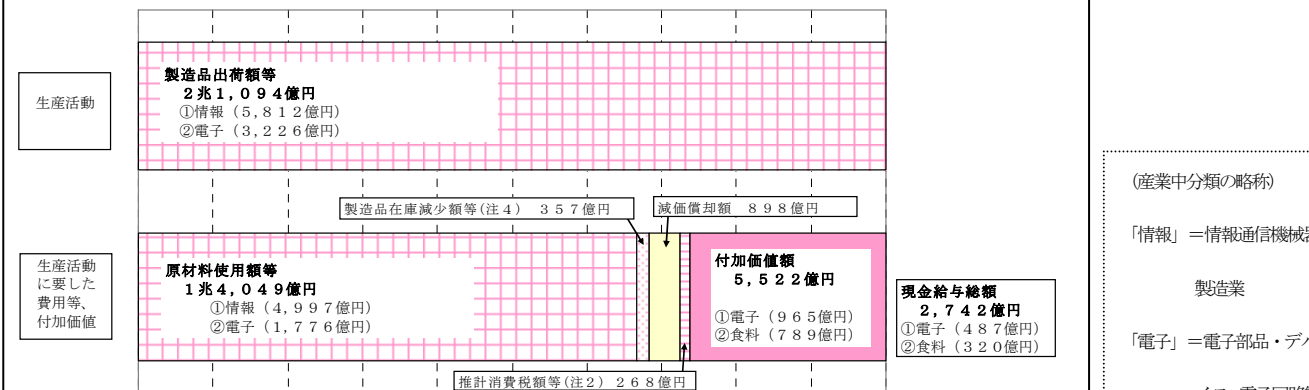 生産活動
製造品出荷額等
2兆1,094億円
①情報(5,812億円)
②電子(3,226億円)
製造品在庫減少額等(注4) 357億円
減価償却額 898億円
生産活動
に要した
費用等、
付加価値
原材料使用額等
1兆4,049億円
①情報(4,997億円)
②電子(1,776億円)
付加価値額
5,522億円
①電子(965億円)
②食料(789億円)
現金給与総額
2,742億円
①電子(487億円)
②食料(320億円)
推計消費税額等(注2) 268億円
(産業中分類の略称)
「情報」=情報通信機械
製造業
「電子」=電子部品・デバ